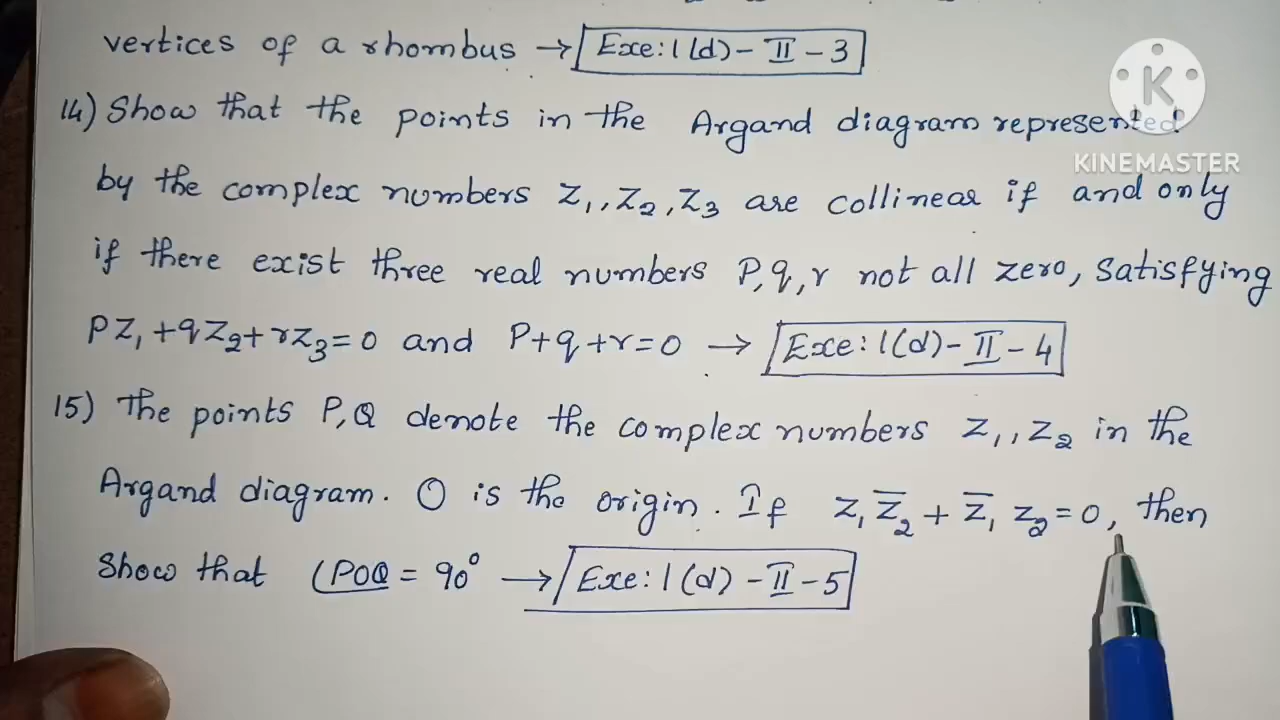 vertices of a rhombus → Exe: 1(d) - II - 3
14) Show that the points in the Argand diagram represented
K
KINEMASTER
by the complex numbers Z₁, Z₂, Z₃ are collinear if and only
if there exist three real numbers P, q, r not all zero, satisfying
PZ₁ + qZ₂ + rZ₃ = 0 and P+q+r=0 → Exe: 1(d) - II - 4
15) The points P, Q denote the complex numbers Z₁, Z₂ in the
Argand diagram. O is the origin. If Z₁Z̅₂ + Z̅₁ Z₂ = 0, then
Show that ∠POQ = 90° → Exe: 1(d) - II - 5